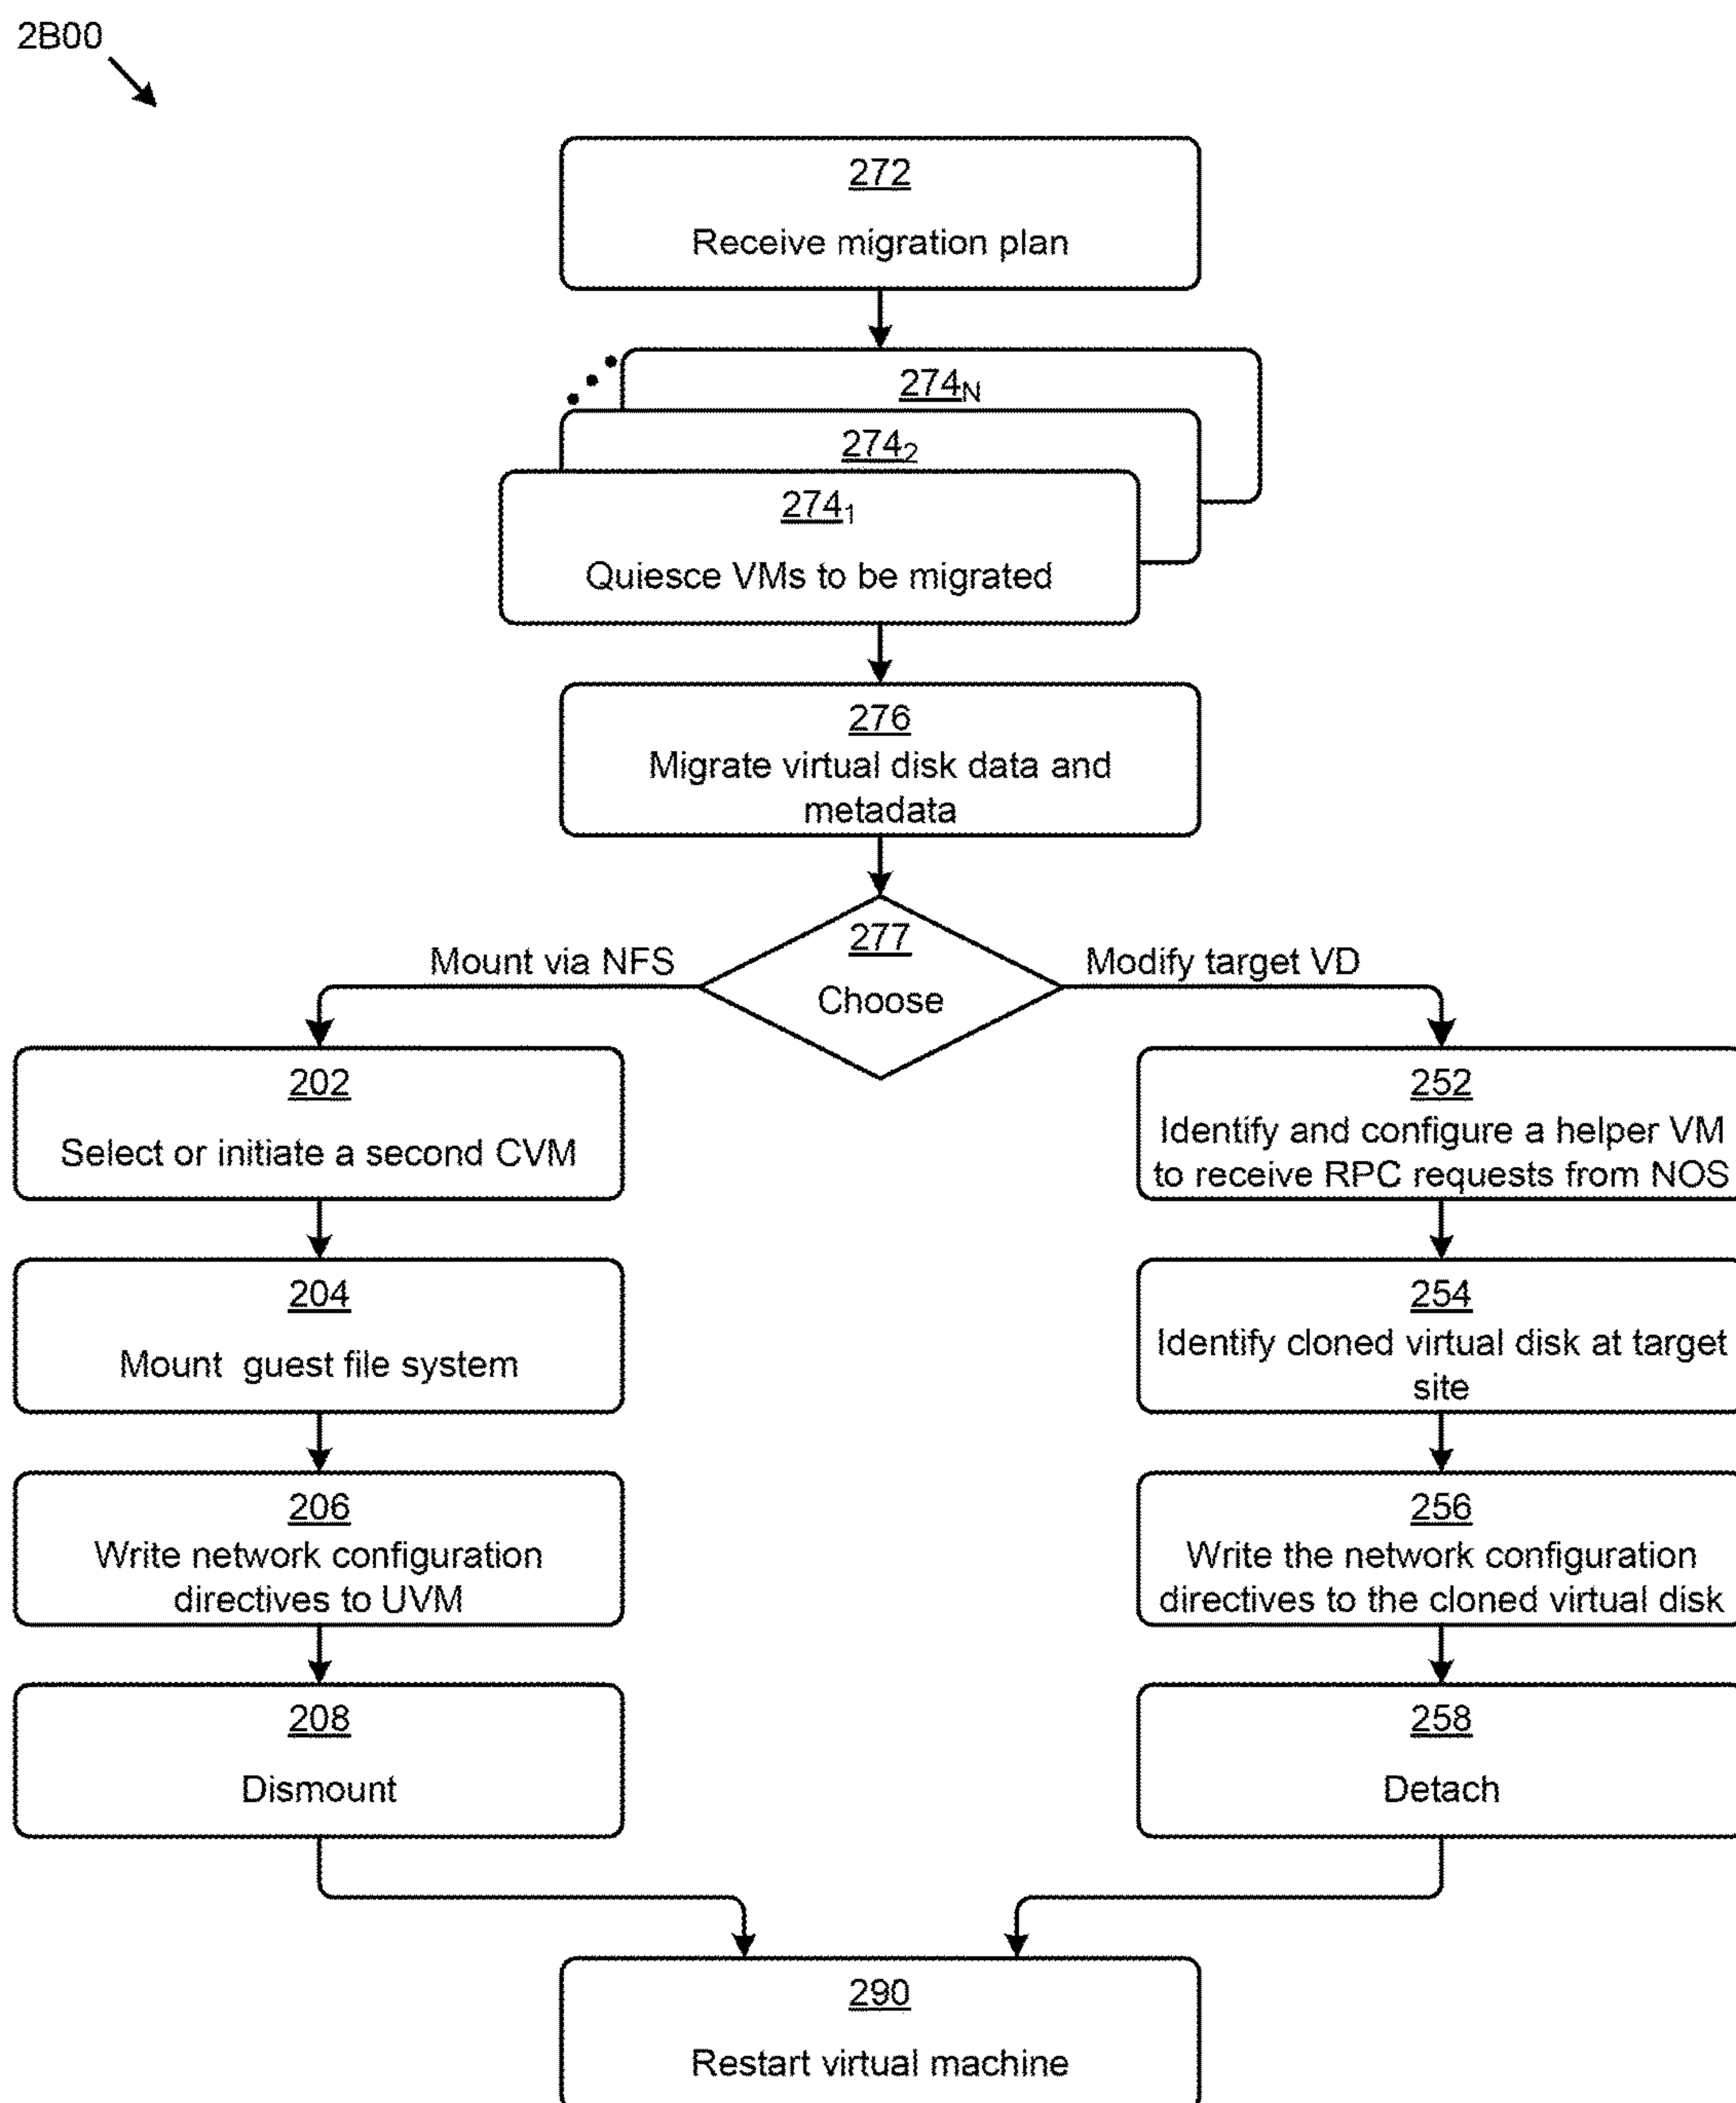 2B00
272
Receive migration plan
274N
2742
2741
Quiesce VMs to be migrated
276
Migrate virtual disk data and
metadata
277
Choose
Mount via NFS
Modify target VD
202
Select or initiate a second CVM
204
Mount guest file system
206
Write network configuration
directives to UVM
208
Dismount
252
Identify and configure a helper VM
to receive RPC requests from NOS
254
Identify cloned virtual disk at target
site
256
Write the network configuration
directives to the cloned virtual disk
258
Detach
290
Restart virtual machine